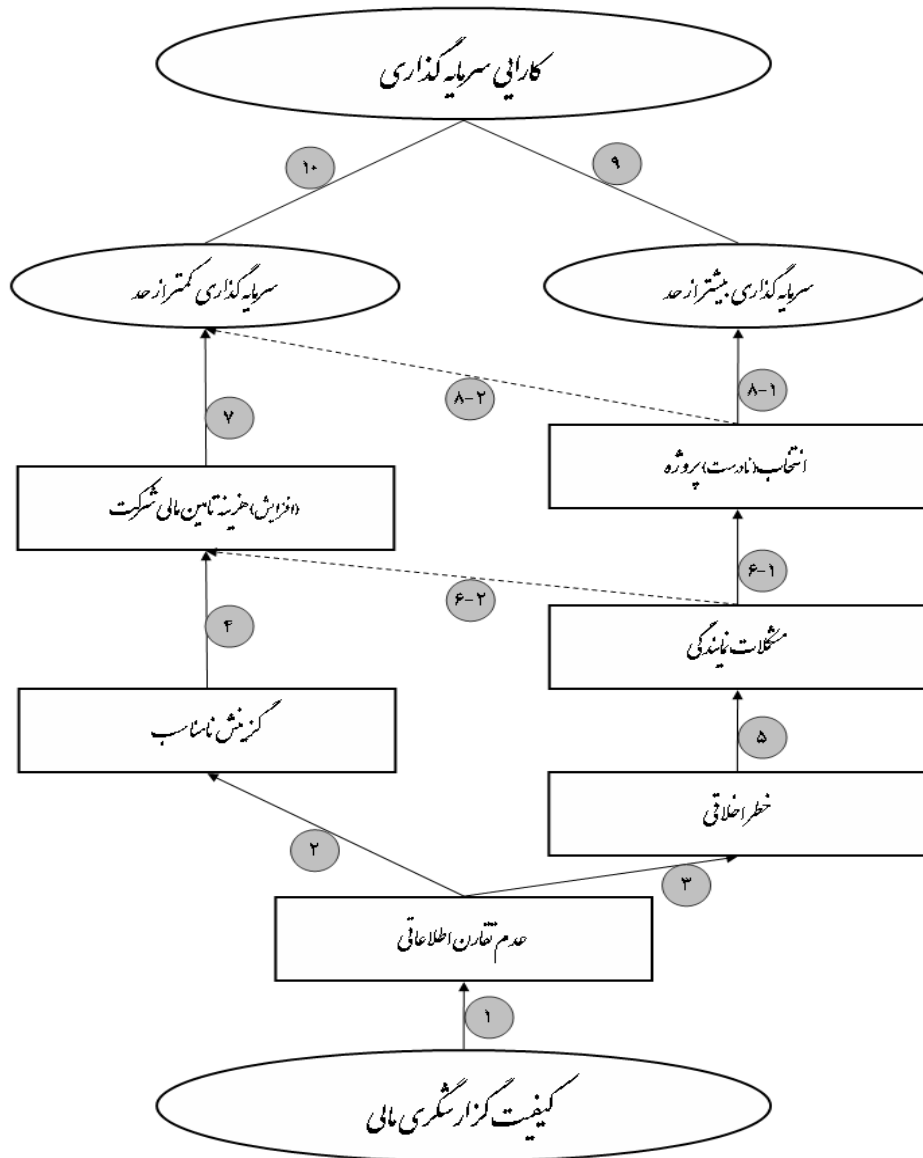 کارایی سرمایه گذاری
۱۰
۹
سرمایه گذاری بیشتر از حد
سرمایه گذاری کمتر از حد
۸-۱
۸-۲
۷
انتخاب (نادرست) پروژه
(افزایش) هزینه تامین مالی شرکت
۶-۱
۶-۲
۴
مشکلات نمایندگی
گزینش نامناسب
۵
خطر اخلاقی
۲
۳
عدم تقارن اطلاعاتی
۱
کیفیت گزارشگری مالی